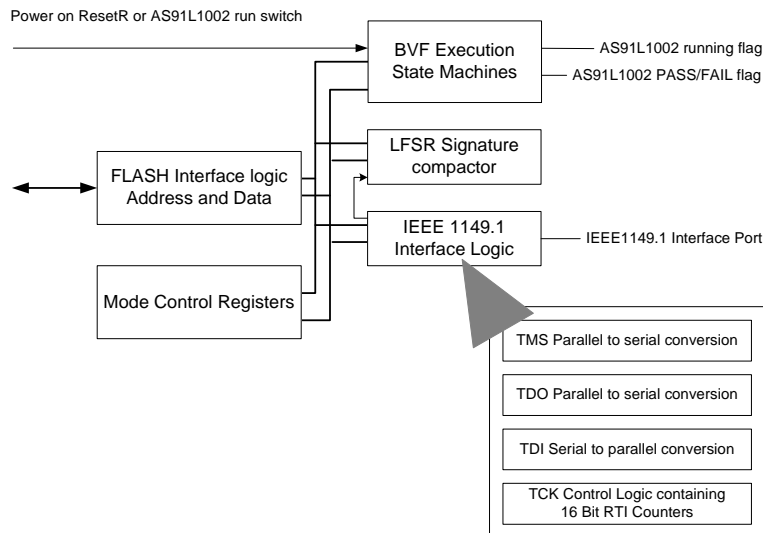 Power on ResetR or AS91L1002 run switch
BVF Execution
State Machines
AS91L1002 running flag
AS91L1002 PASS/FAIL flag
LFSR Signature
compactor
FLASH Interface logic
Address and Data
IEEE 1149.1
Interface Logic
IEEE1149.1 Interface Port
Mode Control Registers
TMS Parallel to serial conversion
TDO Parallel to serial conversion
TDI Serial to parallel conversion
TCK Control Logic containing
16 Bit RTI Counters